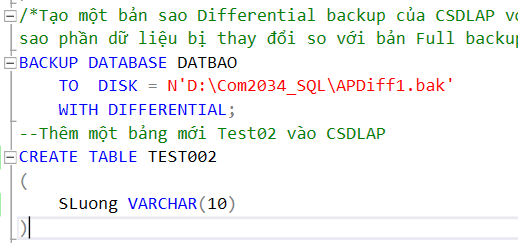 /*Tạo một bản sao Differential backup của CSDLAP
sao phần dữ liệu bị thay đổi so với bản Full backup
BACKUP DATABASE DATBAO
TO DISK = N'D:\Com2034_SQL\APDiff1.bak'
WITH DIFFERENTIAL;
--Thêm một bảng mới Test02 vào CSDLAP
CREATE TABLE TEST002
(
SLuong VARCHAR(10)
)